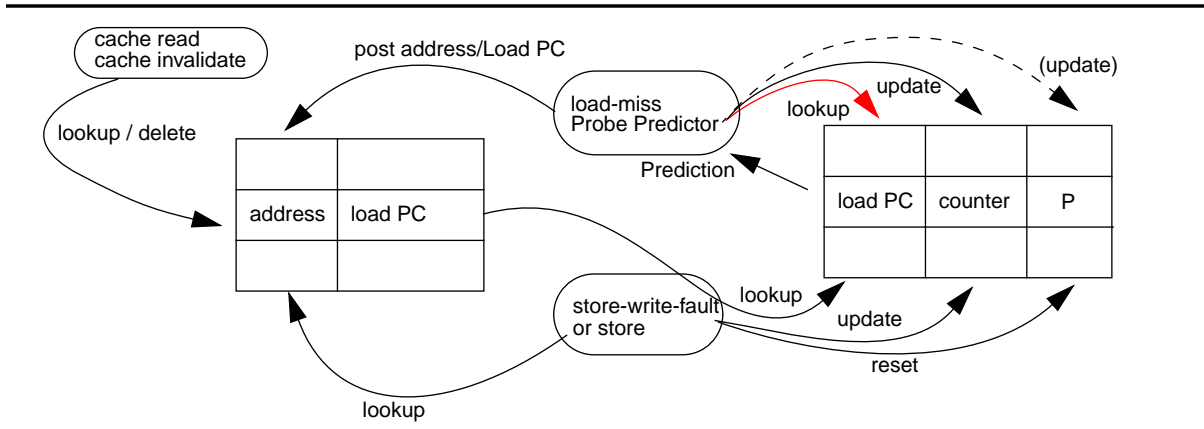 cache read
cache invalidate
post address/Load PC
(update)
load-miss
Probe Predictor
update
lookup
lookup / delete
Prediction
address
load PC
load PC
counter
P
lookup
store-write-fault
or store
update
reset
lookup